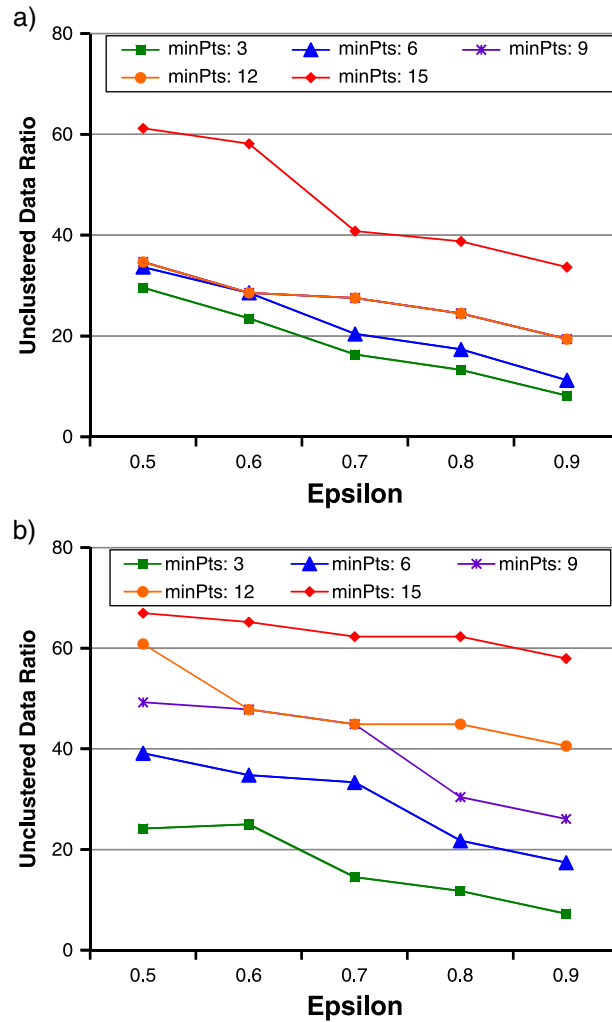 a)
80
minPts: 3 minPts: 6 minPts: 9
minPts: 12 minPts: 15
60
40
20
0
Unclustered Data Ratio
0.5 0.6 0.7 0.8 0.9
Epsilon
b)
80
minPts: 3 minPts: 6 minPts: 9
minPts: 12 minPts: 15
60
40
20
0
Unclustered Data Ratio
0.5 0.6 0.7 0.8 0.9
Epsilon